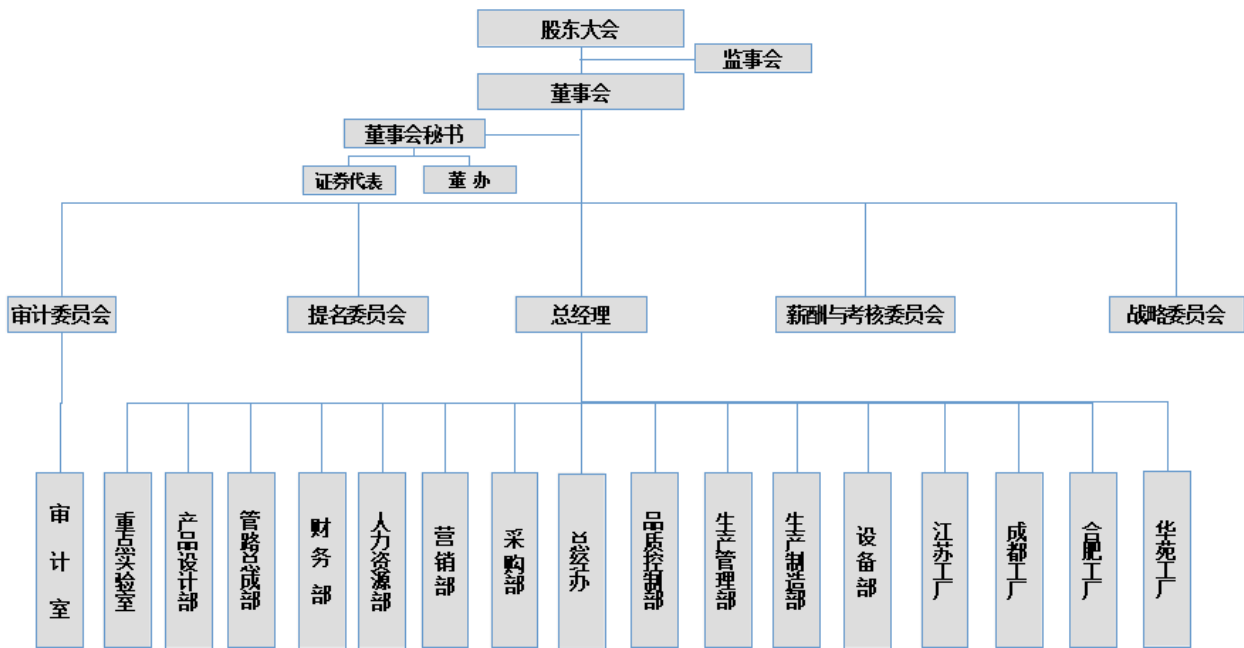 股东大会
监事会
董事会
董事会秘书
证券代表
董 办
审计委员会
提名委员会
总经理
薪酬与考核委员会
战略委员会
审计室
重点实验室
产品设计部
管路总成部
财务部
人力资源部
营销部
采购部
总经办
品质控制部
生产管理部
生产制造部
设备部
江苏工厂
成都工厂
合肥工厂
华苑工厂